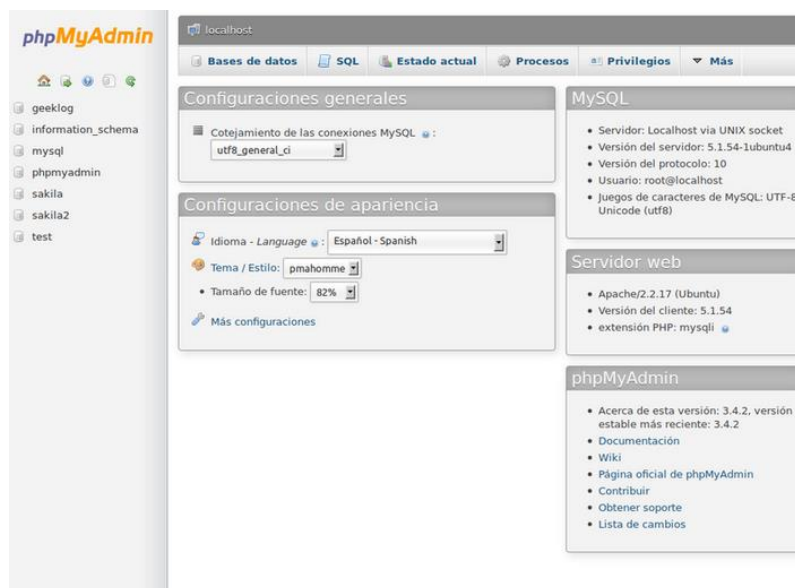 phpMyAdmin
geeklog
information_schema
mysql
phpmyadmin
sakila
sakila2
test
localhost
Bases de datos
SQL
Estado actual
Procesos
Privilegios
Más
Configuraciones generales
Cotejamiento de las conexiones MySQL :
utf8_general_ci
Configuraciones de apariencia
Idioma - Language : Español - Spanish
Tema / Estilo: pmahomme
• Tamaño de fuente: 82%
Más configuraciones
MySQL
• Servidor: Localhost via UNIX socket
• Versión del servidor: 5.1.54-1ubuntu4
• Versión del protocolo: 10
• Usuario: root@localhost
• Juegos de caracteres de MySQL: UTF-8
Unicode (utf8)
Servidor web
• Apache/2.2.17 (Ubuntu)
• Versión del cliente: 5.1.54
• extensión PHP: mysqli
phpMyAdmin
• Acerca de esta versión: 3.4.2, versión
estable más reciente: 3.4.2
• Documentación
• Wiki
• Página oficial de phpMyAdmin
• Contribuir
• Obtener soporte
• Lista de cambios